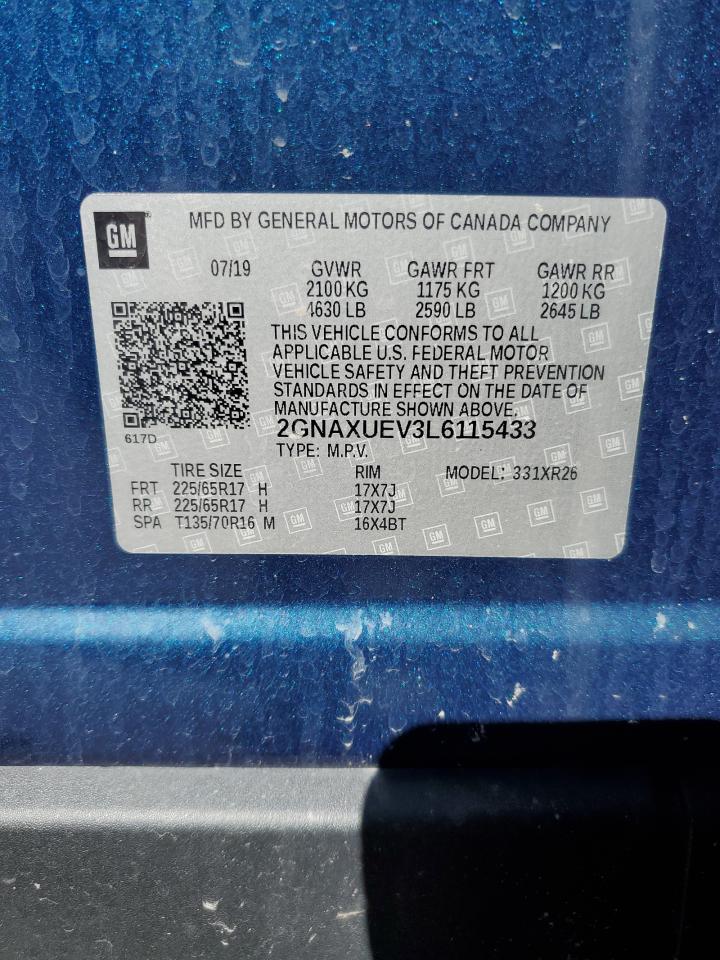 GM
MFD BY GENERAL MOTORS OF CANADA COMPANY
07/19 GVWR GAWR FRT GAWR RR
2100 KG 1175 KG 1200 KG
4630 LB 2590 LB 2645 LB
THIS VEHICLE CONFORMS TO ALL
APPLICABLE U.S. FEDERAL MOTOR
VEHICLE SAFETY AND THEFT PREVENTION
STANDARDS IN EFFECT ON THE DATE OF
MANUFACTURE SHOWN ABOVE.
2GNAXUEV3L6115433
617D
TYPE: M.P.V.
TIRE SIZE RIM MODEL: 331XR26
FRT 225/65R17 H 17X7J
RR 225/65R17 H 17X7J
SPA T135/70R16 M 16X4BT